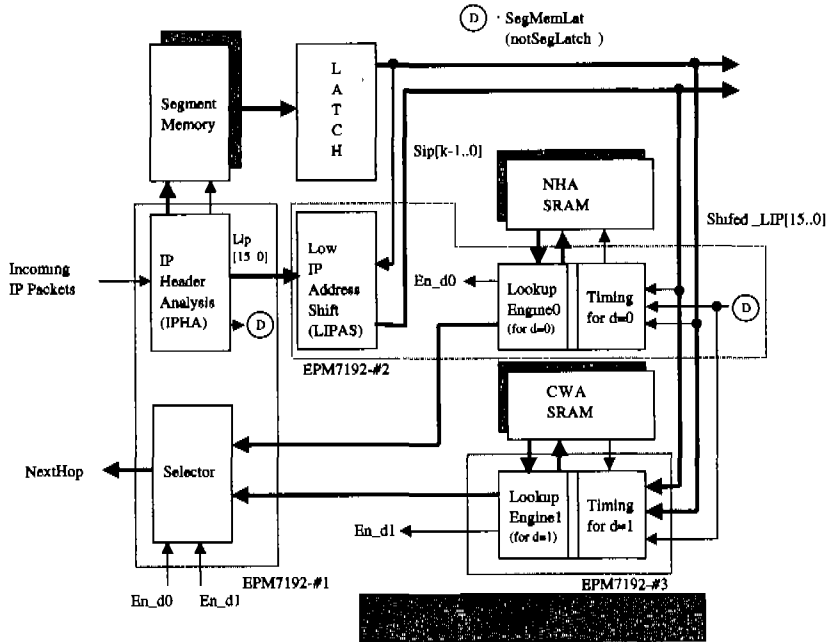 D · SegMemLat
(notSegLatch )
L
A
T
C
H
Segment
Memory
Sip[k-1..0]
NHA
SRAM
Shifed _LIP[15..0]
Lip
[15 0]
IP
Header
Analysis
(IPHA)
Low
IP
Address
Shift
(LIPAS)
Incoming
IP Packets
En_d0
Lookup
Engine0
(for d=0)
Timing
for d=0
D
D
EPM7192-#2
CWA
SRAM
NextHop
Selector
Lookup
Engine1
(for d=1)
Timing
for d=1
En_d1
EPM7192-#1
EPM7192-#3
En_d0
En_d1